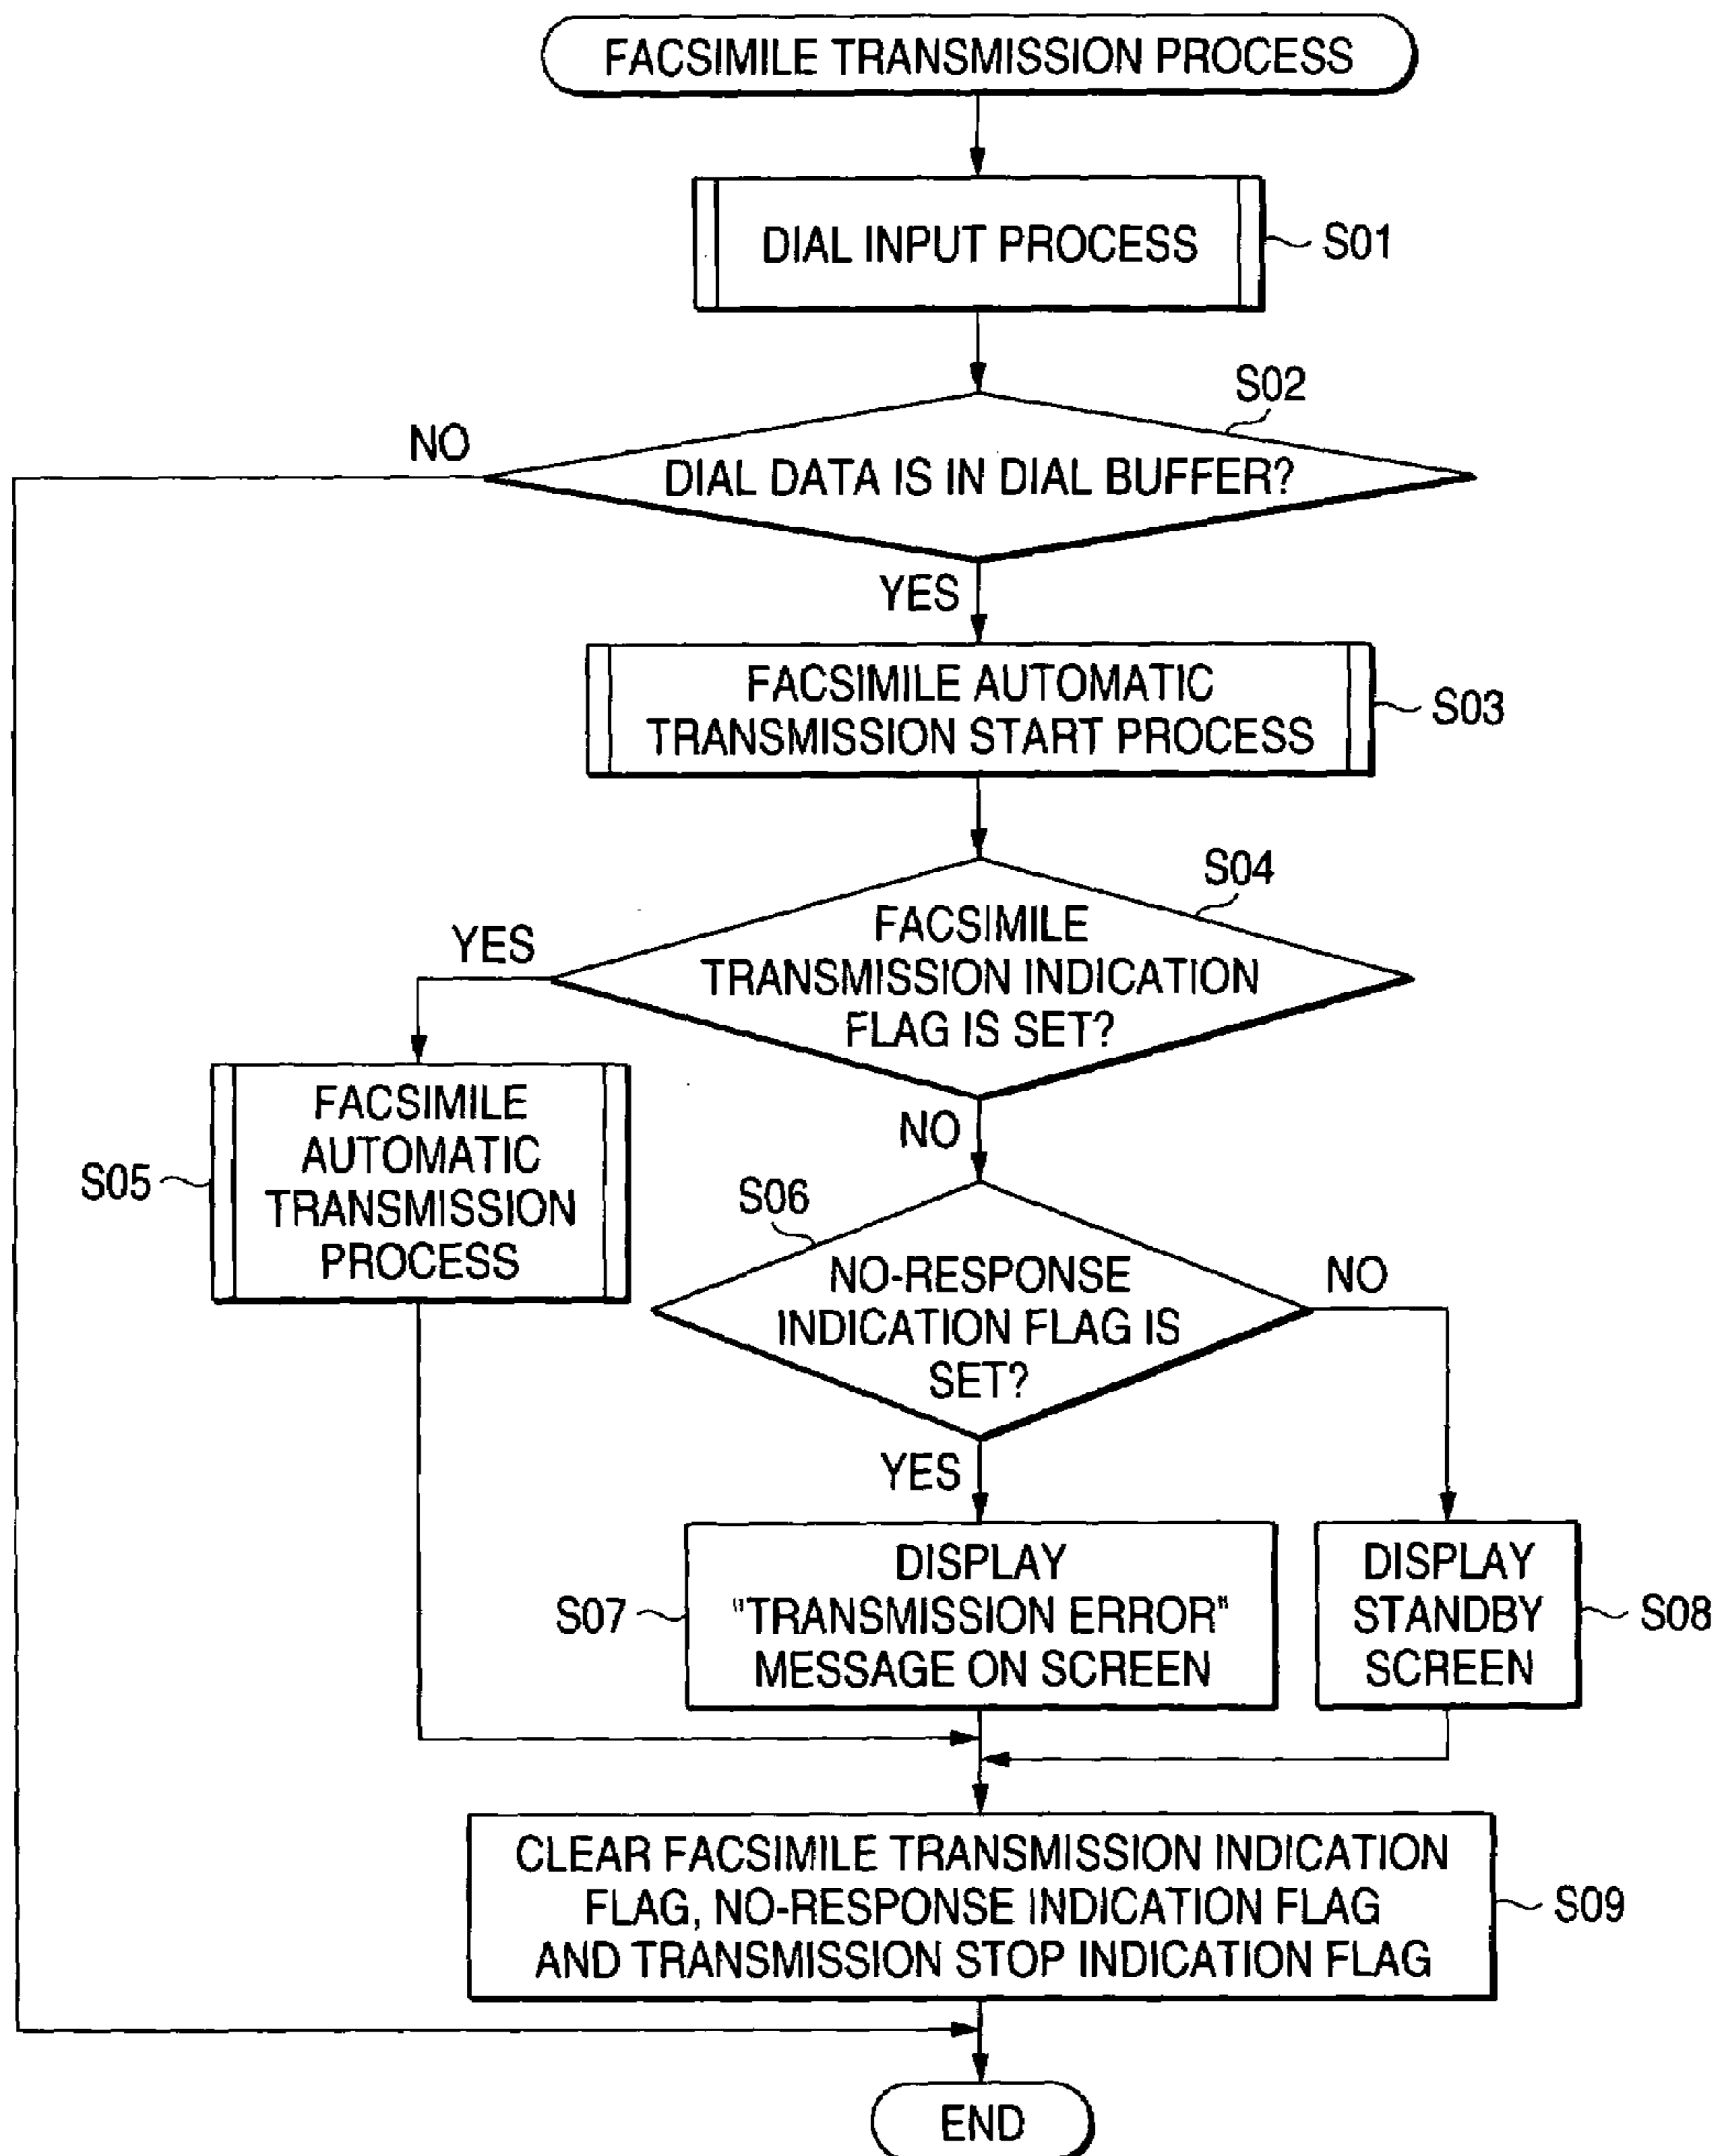 FACSIMILE TRANSMISSION PROCESS
DIAL INPUT PROCESS
S01
S02
NO
DIAL DATA IS IN DIAL BUFFER?
YES
FACSIMILE AUTOMATIC
TRANSMISSION START PROCESS
S03
S04
YES
FACSIMILE
TRANSMISSION INDICATION
FLAG IS SET?
NO
S05
FACSIMILE
AUTOMATIC
TRANSMISSION
PROCESS
S06
NO-RESPONSE
INDICATION FLAG IS
SET?
NO
YES
S07
DISPLAY
"TRANSMISSION ERROR"
MESSAGE ON SCREEN
DISPLAY
STANDBY
SCREEN
S08
CLEAR FACSIMILE TRANSMISSION INDICATION
FLAG, NO-RESPONSE INDICATION FLAG
AND TRANSMISSION STOP INDICATION FLAG
S09
END